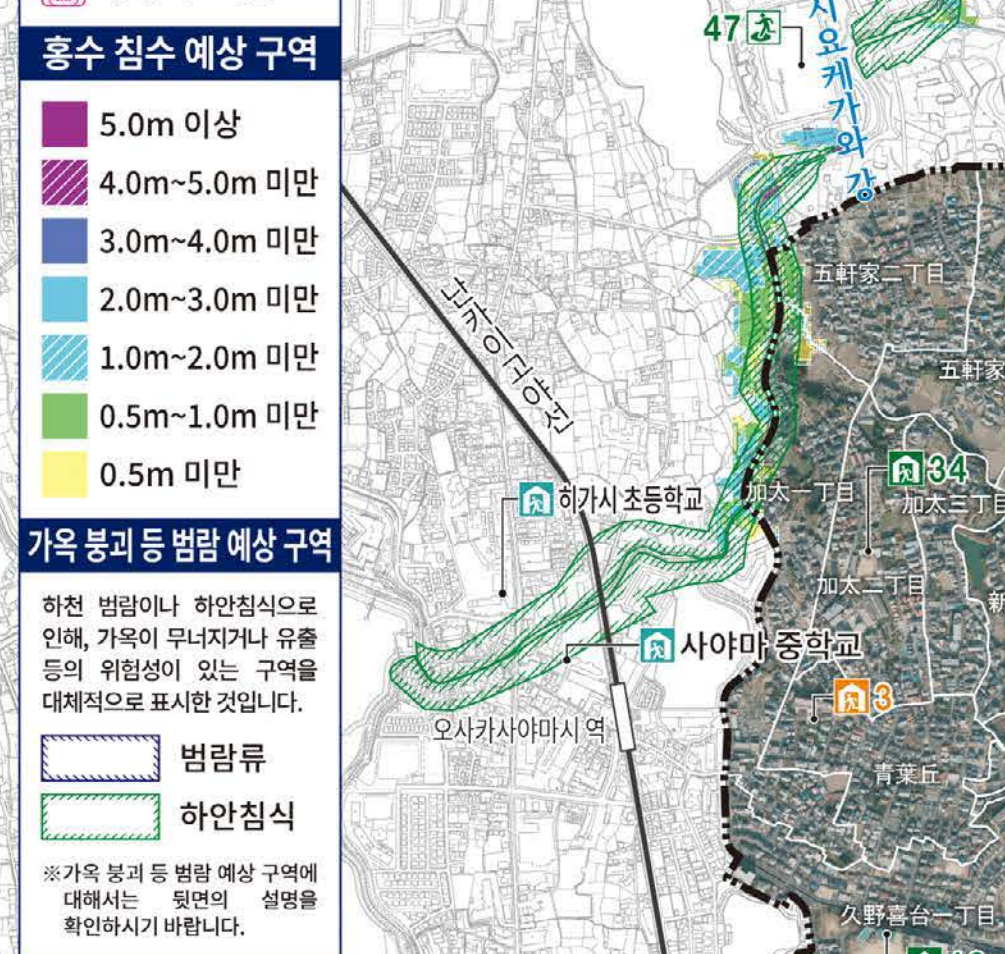 홍수 침수 예상 구역
5.0m 이상
4.0m~5.0m 미만
3.0m~4.0m 미만
2.0m~3.0m 미만
1.0m~2.0m 미만
0.5m~1.0m 미만
0.5m 미만
가옥 붕괴 등 범람 예상 구역
하천 범람이나 하안침식으로
인해, 가옥이 무너지거나 유출
등의 위험성이 있는 구역을
대체적으로 표시한 것입니다.
범람류
하안침식
※가옥 붕괴 등 범람 예상 구역에
대해서는 뒷면의 설명을
확인하시기 바랍니다.
47
요케가와 강
五軒家二丁目
五軒家
난카이고야선
34
히가시 초등학교
加太一丁目
加太三丁目
加太二丁目
新
사야마 중학교
3
오사카사야마시 역
青葉丘
久野喜台一丁目